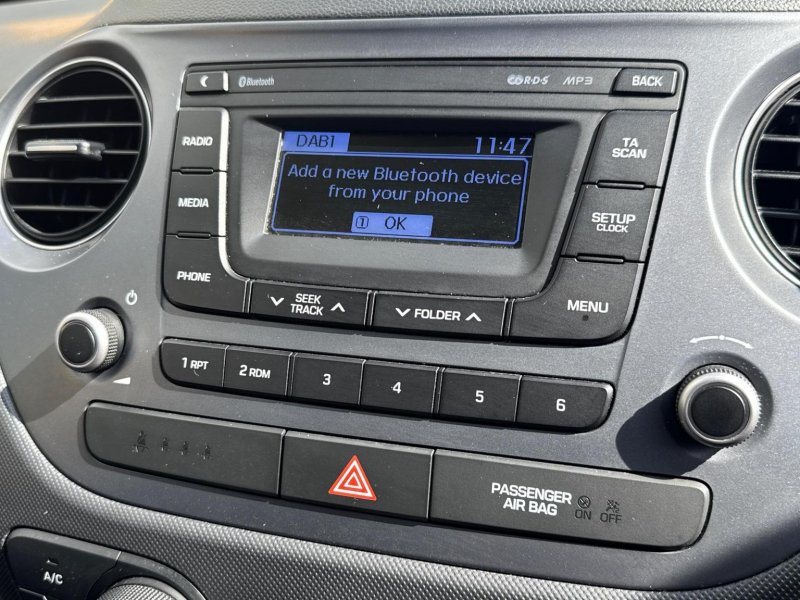 Bluetooth
RDS MP3 BACK
RADIO
DAB1 11:47
TA
SCAN
Add a new Bluetooth device
from your phone
1 OK
MEDIA
SETUP
CLOCK
PHONE
SEEK
TRACK
FOLDER
MENU
1 RPT 2 RDM 3 4 5 6
PASSENGER
AIR BAG
ON OFF
A/C